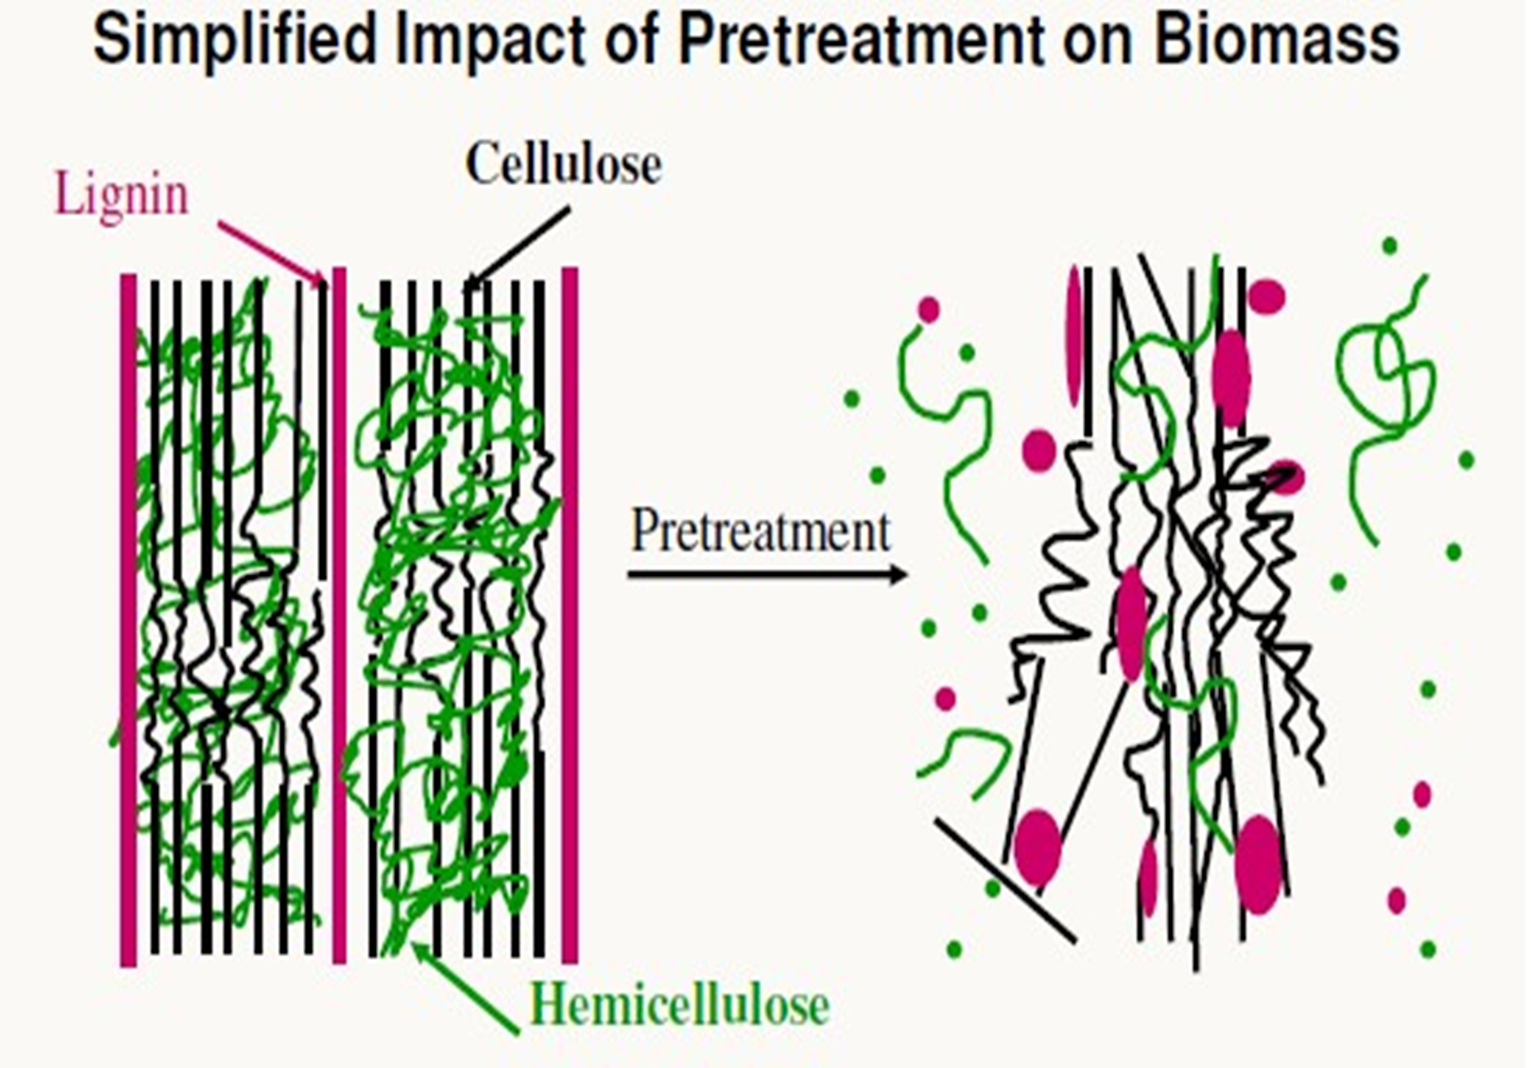 Simplified Impact of Pretreatment on Biomass
Cellulose
Lignin
Pretreatment
Hemicellulose